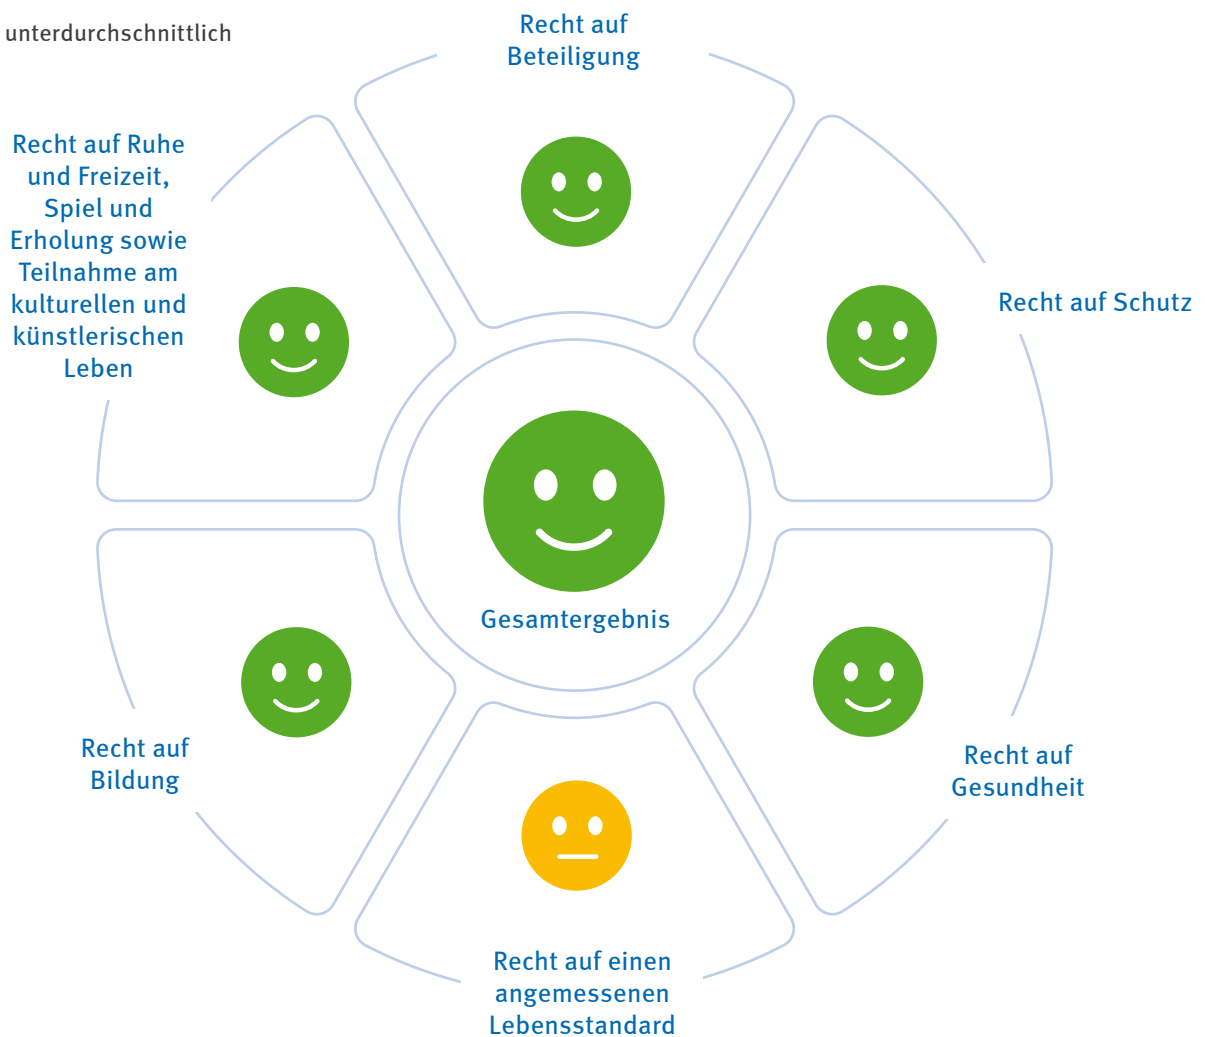 unterdurchschnittlich
Recht auf
Beteiligung
Recht auf Ruhe
und Freizeit,
Spiel und
Erholung sowie
Teilnahme am
kulturellen und
künstlerischen
Leben
Recht auf Schutz
Gesamtergebnis
Recht auf
Bildung
Recht auf
Gesundheit
Recht auf einen
angemessenen
Lebensstandard